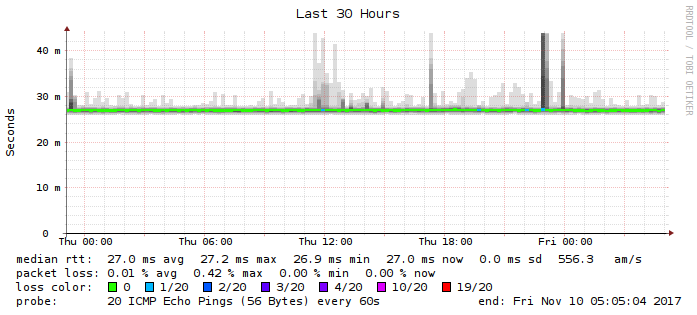 Last 30 Hours
RRDTOOL / TOBI OETIKER
Seconds
40 m
30 m
20 m
10 m
0
Thu 00:00 Thu 06:00 Thu 12:00 Thu 18:00 Fri 00:00
median rtt: 27.0 ms avg 27.2 ms max 26.9 ms min 27.0 ms now 0.0 ms sd 556.3 am/s
packet loss: 0.01 % avg 0.42 % max 0.00 % min 0.00 % now
loss color: 0 1/20 2/20 3/20 4/20 10/20 19/20
probe: 20 ICMP Echo Pings (56 Bytes) every 60s end: Fri Nov 10 05:05:04 2017